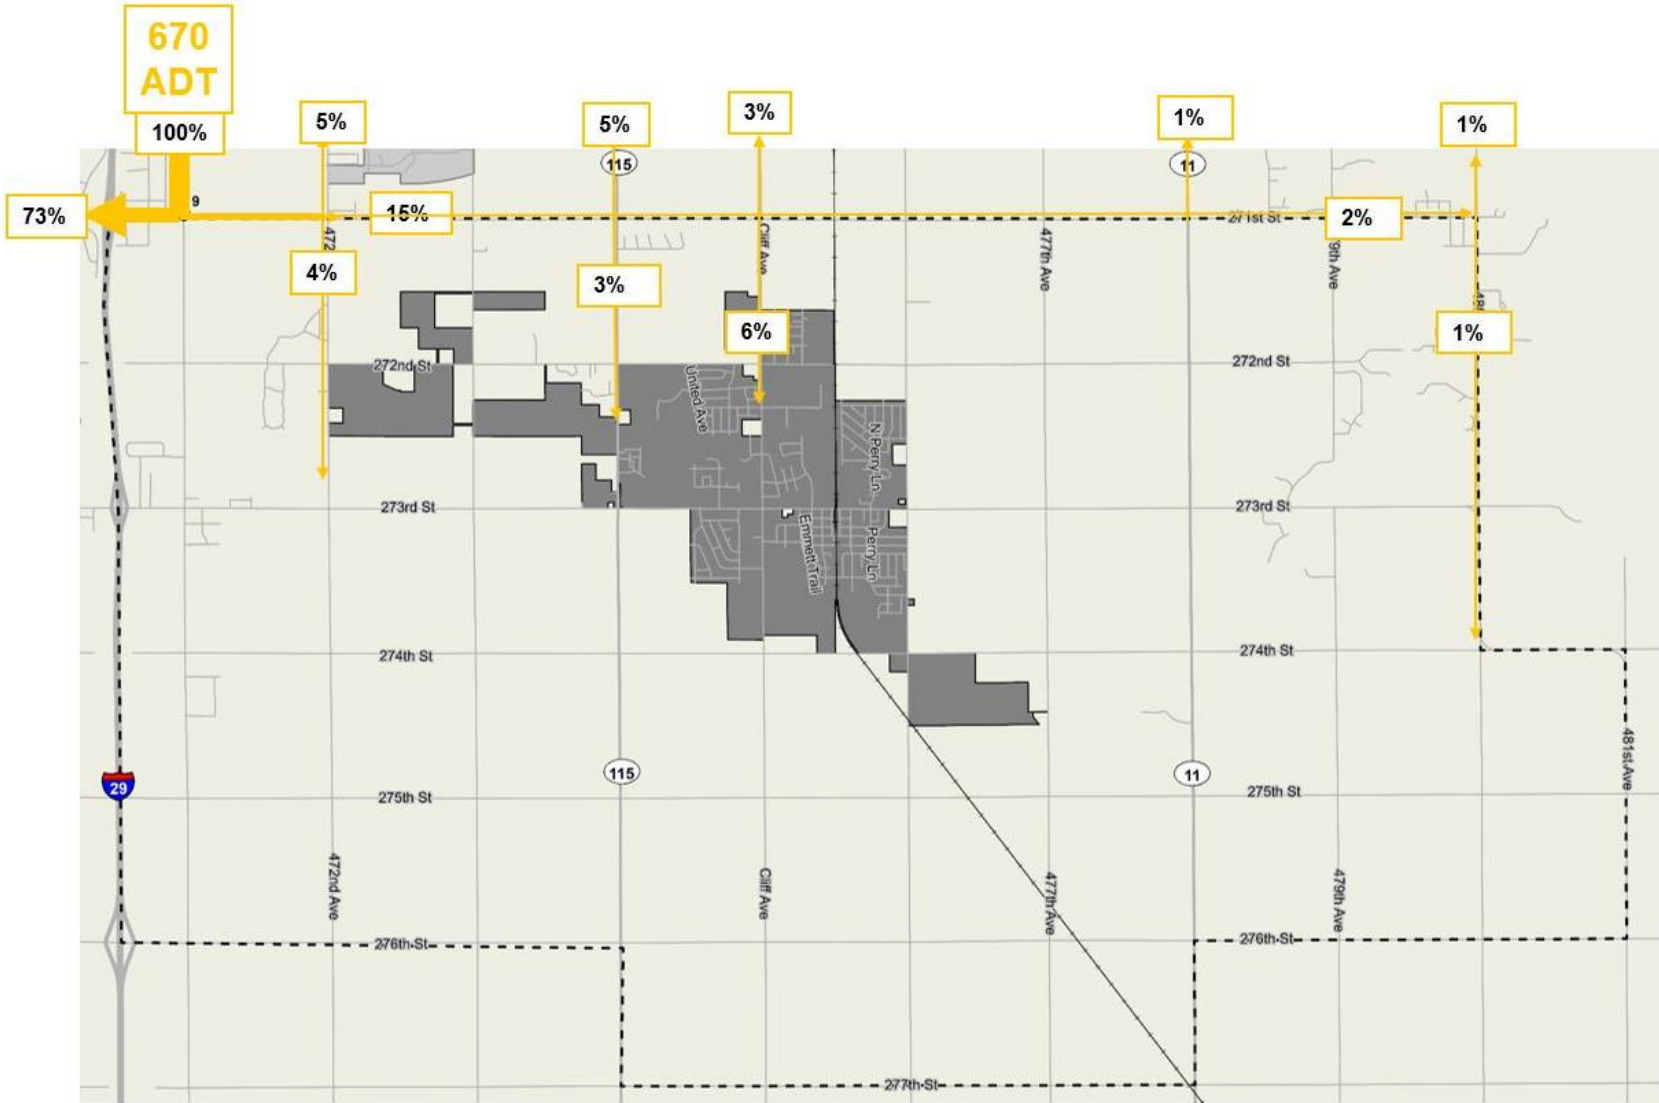 670
ADT
100%
5%
5%
3%
1%
1%
115
11
73%
9
15%
271st St
2%
472
Cliff Ave
477th Ave
9th Ave
4%
3%
6%
1%
272nd St
272nd St
United Ave
N Perry Ln
273rd St
273rd St
Emmett Trail
Perry Ln
274th St
274th St
29
115
11
481st Ave
275th St
275th St
472nd Ave
Cliff Ave
477th Ave
479th Ave
276th St
276th St
277th St